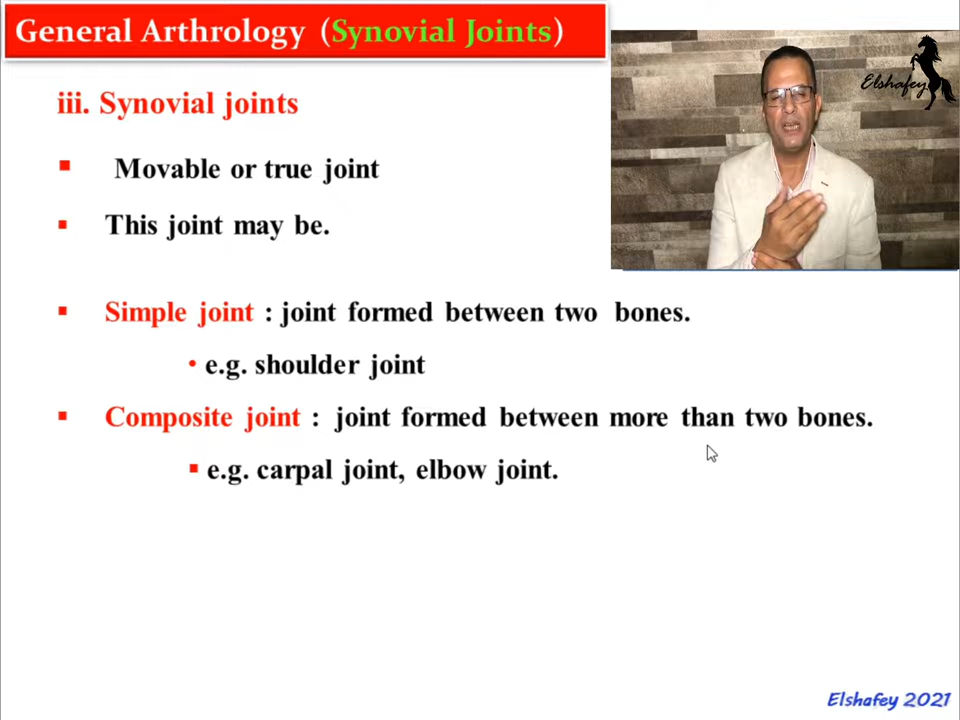 General Arthrology (Synovial Joints)
Elshafey
iii. Synovial joints
▪ Movable or true joint
▪ This joint may be.
▪ Simple joint : joint formed between two bones.
• e.g. shoulder joint
▪ Composite joint : joint formed between more than two bones.
▪ e.g. carpal joint, elbow joint.
Elshafey 2021